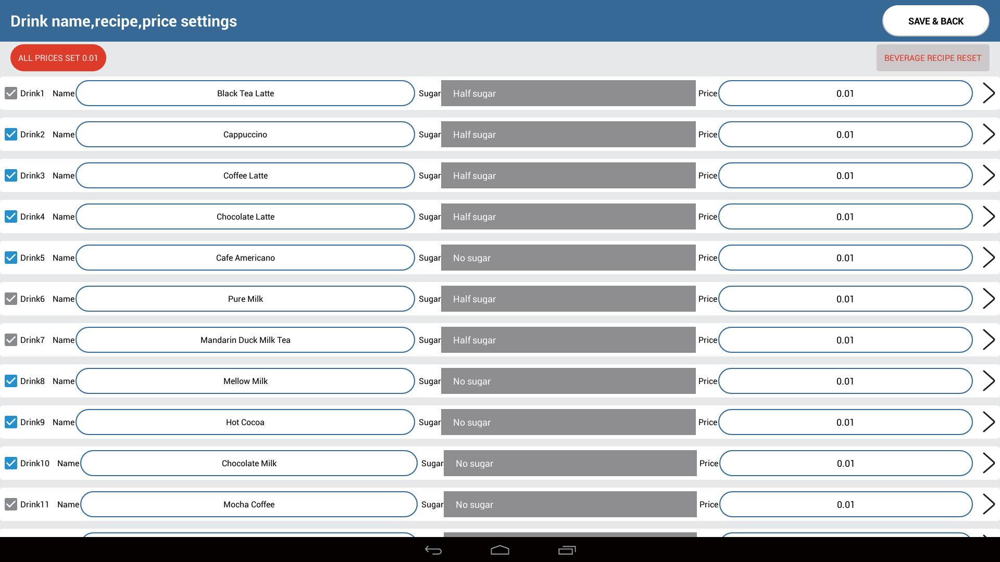 Drink name,recipe,price settings SAVE & BACK
ALL PRICES SET 0.01 BEVERAGE RECIPE RESET
Drink1 Name Black Tea Latte Sugar Half sugar Price 0.01
Drink2 Name Cappuccino Sugar Half sugar Price 0.01
Drink3 Name Coffee Latte Sugar Half sugar Price 0.01
Drink4 Name Chocolate Latte Sugar Half sugar Price 0.01
Drink5 Name Cafe Americano Sugar No sugar Price 0.01
Drink6 Name Pure Milk Sugar Half sugar Price 0.01
Drink7 Name Mandarin Duck Milk Tea Sugar Half sugar Price 0.01
Drink8 Name Mellow Milk Sugar No sugar Price 0.01
Drink9 Name Hot Cocoa Sugar No sugar Price 0.01
Drink10 Name Chocolate Milk Sugar No sugar Price 0.01
Drink11 Name Mocha Coffee Sugar No sugar Price 0.01